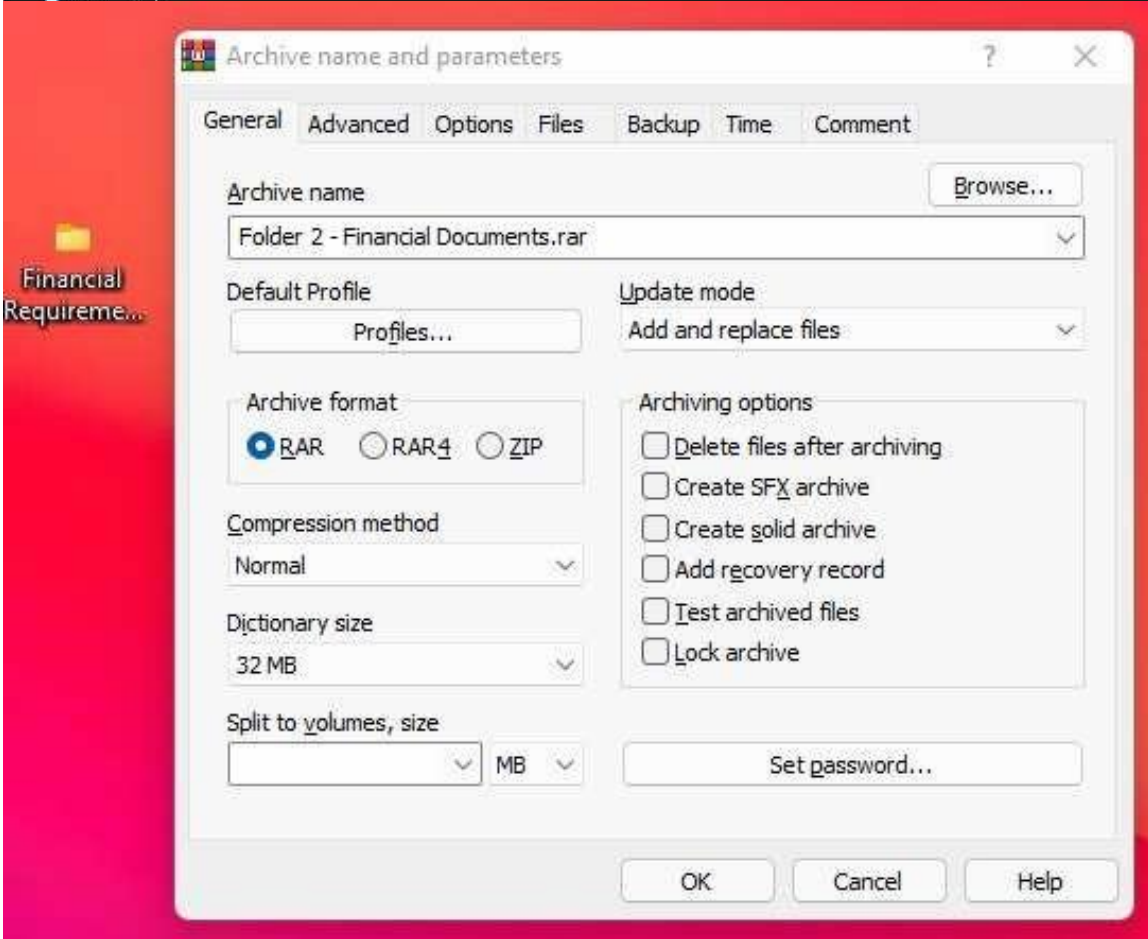 Archive name and parameters
General Advanced Options Files Backup Time Comment
Archive name
Browse...
Folder 2 - Financial Documents.rar
Financial
Requireme...
Default Profile
Profiles...
Update mode
Add and replace files
Archive format
RAR RAR4 ZIP
Archiving options
Delete files after archiving
Create SFX archive
Create solid archive
Add recovery record
Test archived files
Lock archive
Compression method
Normal
Dictionary size
32 MB
Split to volumes, size
MB
Set password...
OK Cancel Help